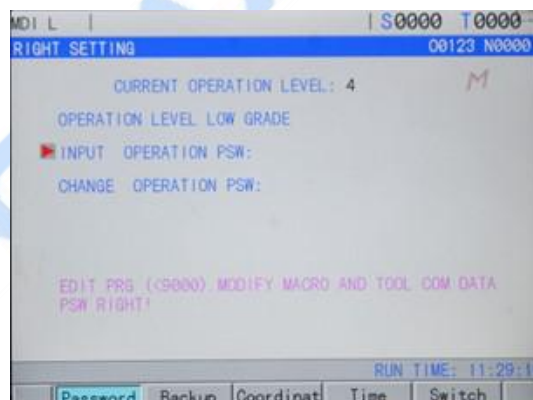 MDI L S0000 T0000
RIGHT SETTING O0123 N0000
CURRENT OPERATION LEVEL: 4
M
OPERATION LEVEL LOW GRADE
INPUT OPERATION PSW:
CHANGE OPERATION PSW:
EDIT PRG (<9000) MODIFY MACRO AND TOOL COM DATA
PSW RIGHT!
RUN TIME: 11:29:1
Password Backup Coordinat Time Switch